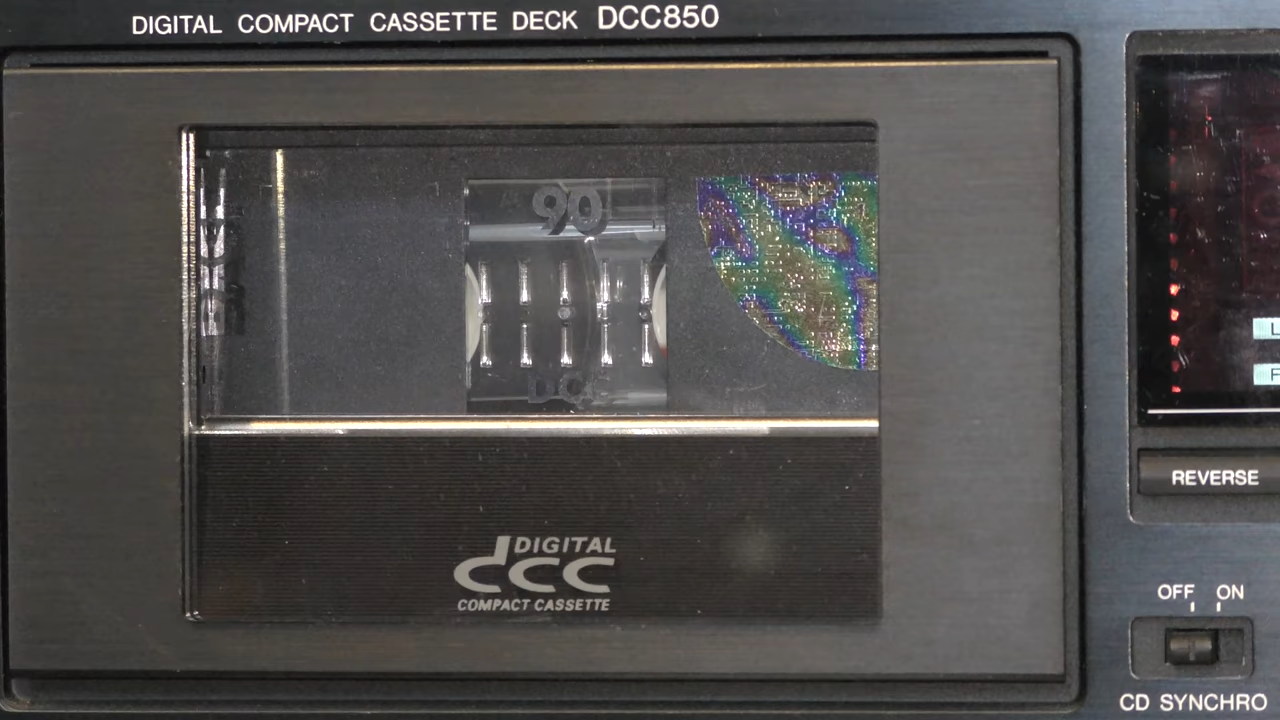 DIGITAL COMPACT CASSETTE DECK DCC850
90
DIGITAL
dcc
COMPACT CASSETTE
REVERSE
OFF ON
CD SYNCHRO